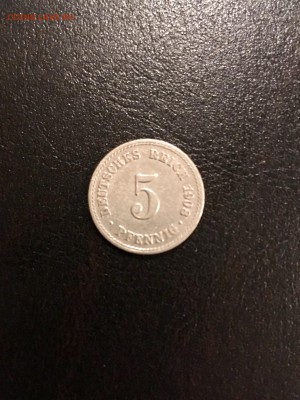 DEUTSCHES REICH 1908
5
PFENNIG